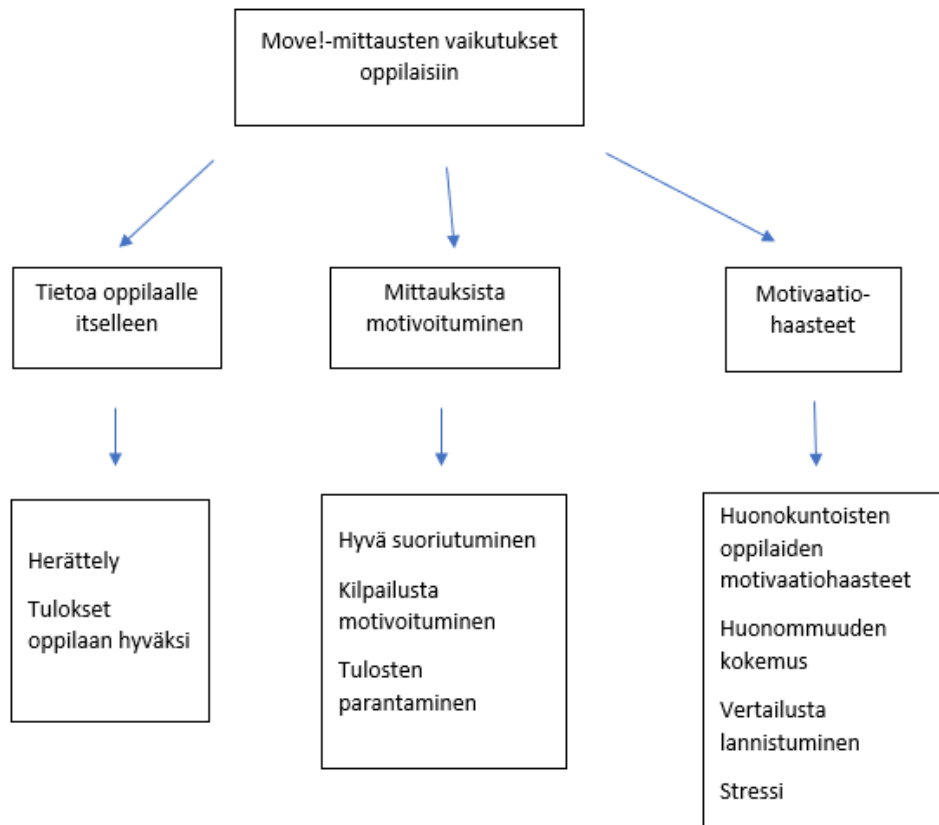 Move!-mittausten vaikutukset
oppilaisiin
Tietoa oppilaalle
itselleen
Mittauksista
motivoituminen
Motivaatio-
haasteet
Herättely
Tulokset
oppilaan hyväksi
Hyvä suoriutuminen
Kilpailusta
motivoituminen
Tulosten
parantaminen
Huonokuntoisten
oppilaiden
motivaatiohaasteet
Huonommuuden
kokemus
Vertailusta
lannistuminen
Stressi